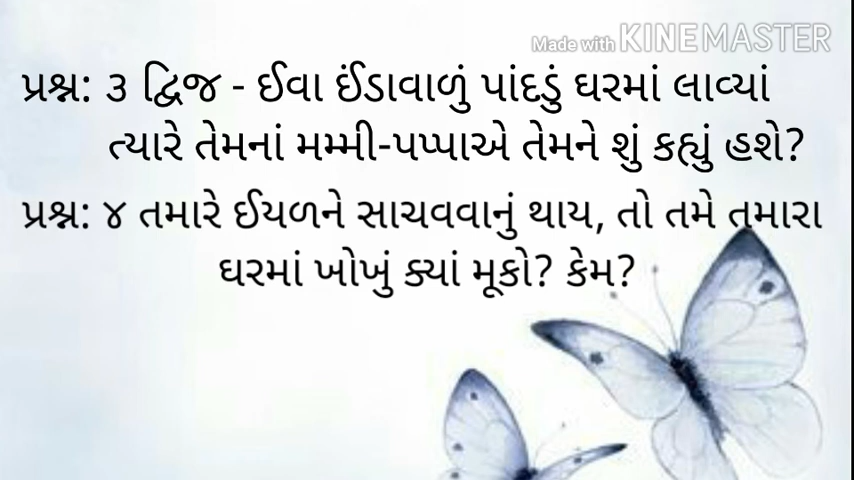 Made with KINEMASTER
પ્રશ્ન: ૩ દ્વિજ - ઈવા ઈંડાવાળું પાંદડું ઘરમાં લાવ્યાં
ત્યારે તેમનાં મમ્મી-પપ્પાએ તેમને શું કહ્યું હશે?
પ્રશ્ન: ૪ તમારે ઈયળને સાચવવાનું થાય, તો તમે તમારા
ઘરમાં ખોખું ક્યાં મૂકો? કેમ?